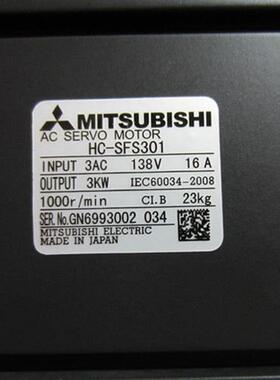 MITSUBISHI
AC SERVO MOTOR
HC-SFS301
INPUT 3AC 138V 16A
OUTPUT 3KW IEC60034-2008
1000r/min CI.B 23kg
SER.No.GN6993002 034
MITSUBISHI ELECTRIC
MADE IN JAPAN